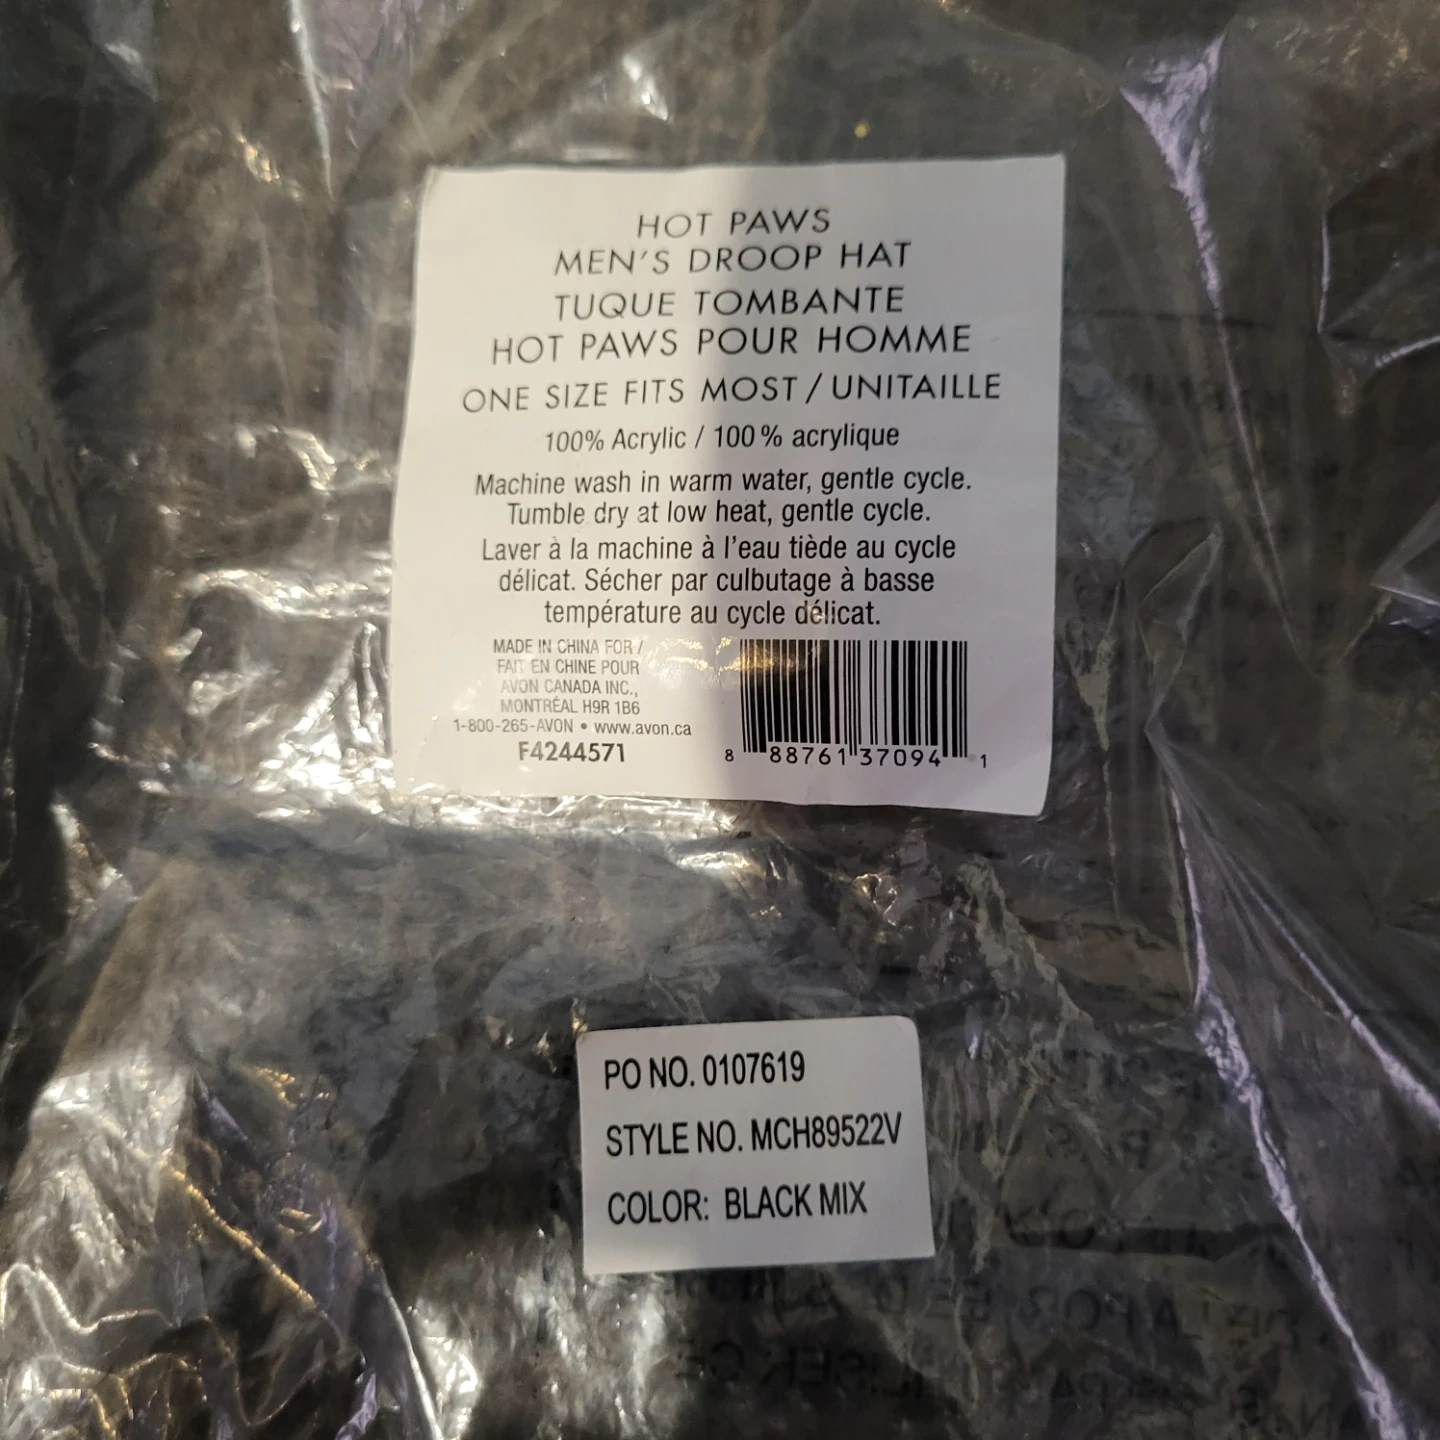 HOT PAWS
MEN'S DROOP HAT
TUQUE TOMBANTE
HOT PAWS POUR HOMME
ONE SIZE FITS MOST / UNITAILLE
100% Acrylic / 100 % acrylique
Machine wash in warm water, gentle cycle.
Tumble dry at low heat, gentle cycle.
Laver à la machine à l'eau tiède au cycle
délicat. Sécher par culbutage à basse
température au cycle délicat.
MADE IN CHINA FOR /
FAIT EN CHINE POUR
AVON CANADA INC.,
MONTRÉAL H9R 1B6
1-800-265-AVON • www.avon.ca
F4244571
8 88761 37094 1
PO NO. 0107619
STYLE NO. MCH89522V
COLOR: BLACK MIX